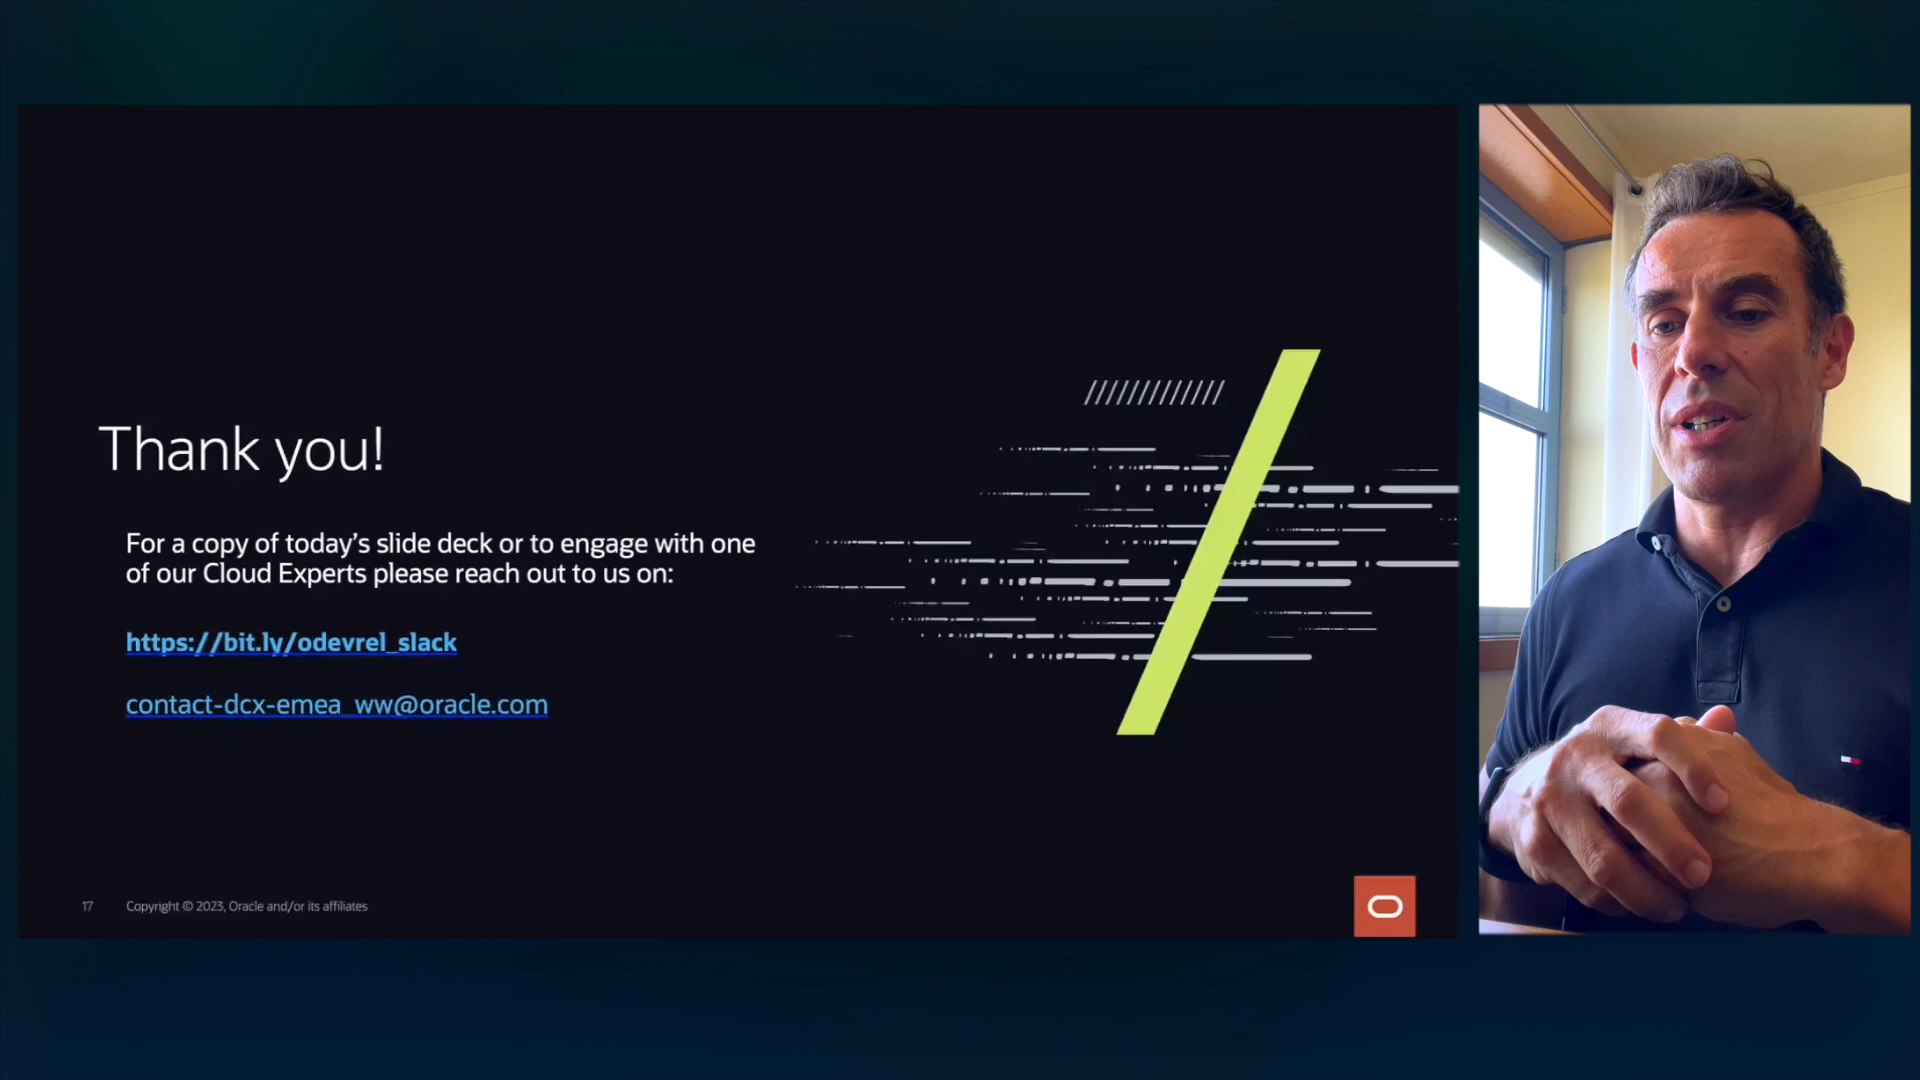 Thank you!
For a copy of today's slide deck or to engage with one
of our Cloud Experts please reach out to us on:
https://bit.ly/odevrel_slack
contact-dcx-emea_ww@oracle.com
17 Copyright © 2023, Oracle and/or its affiliates